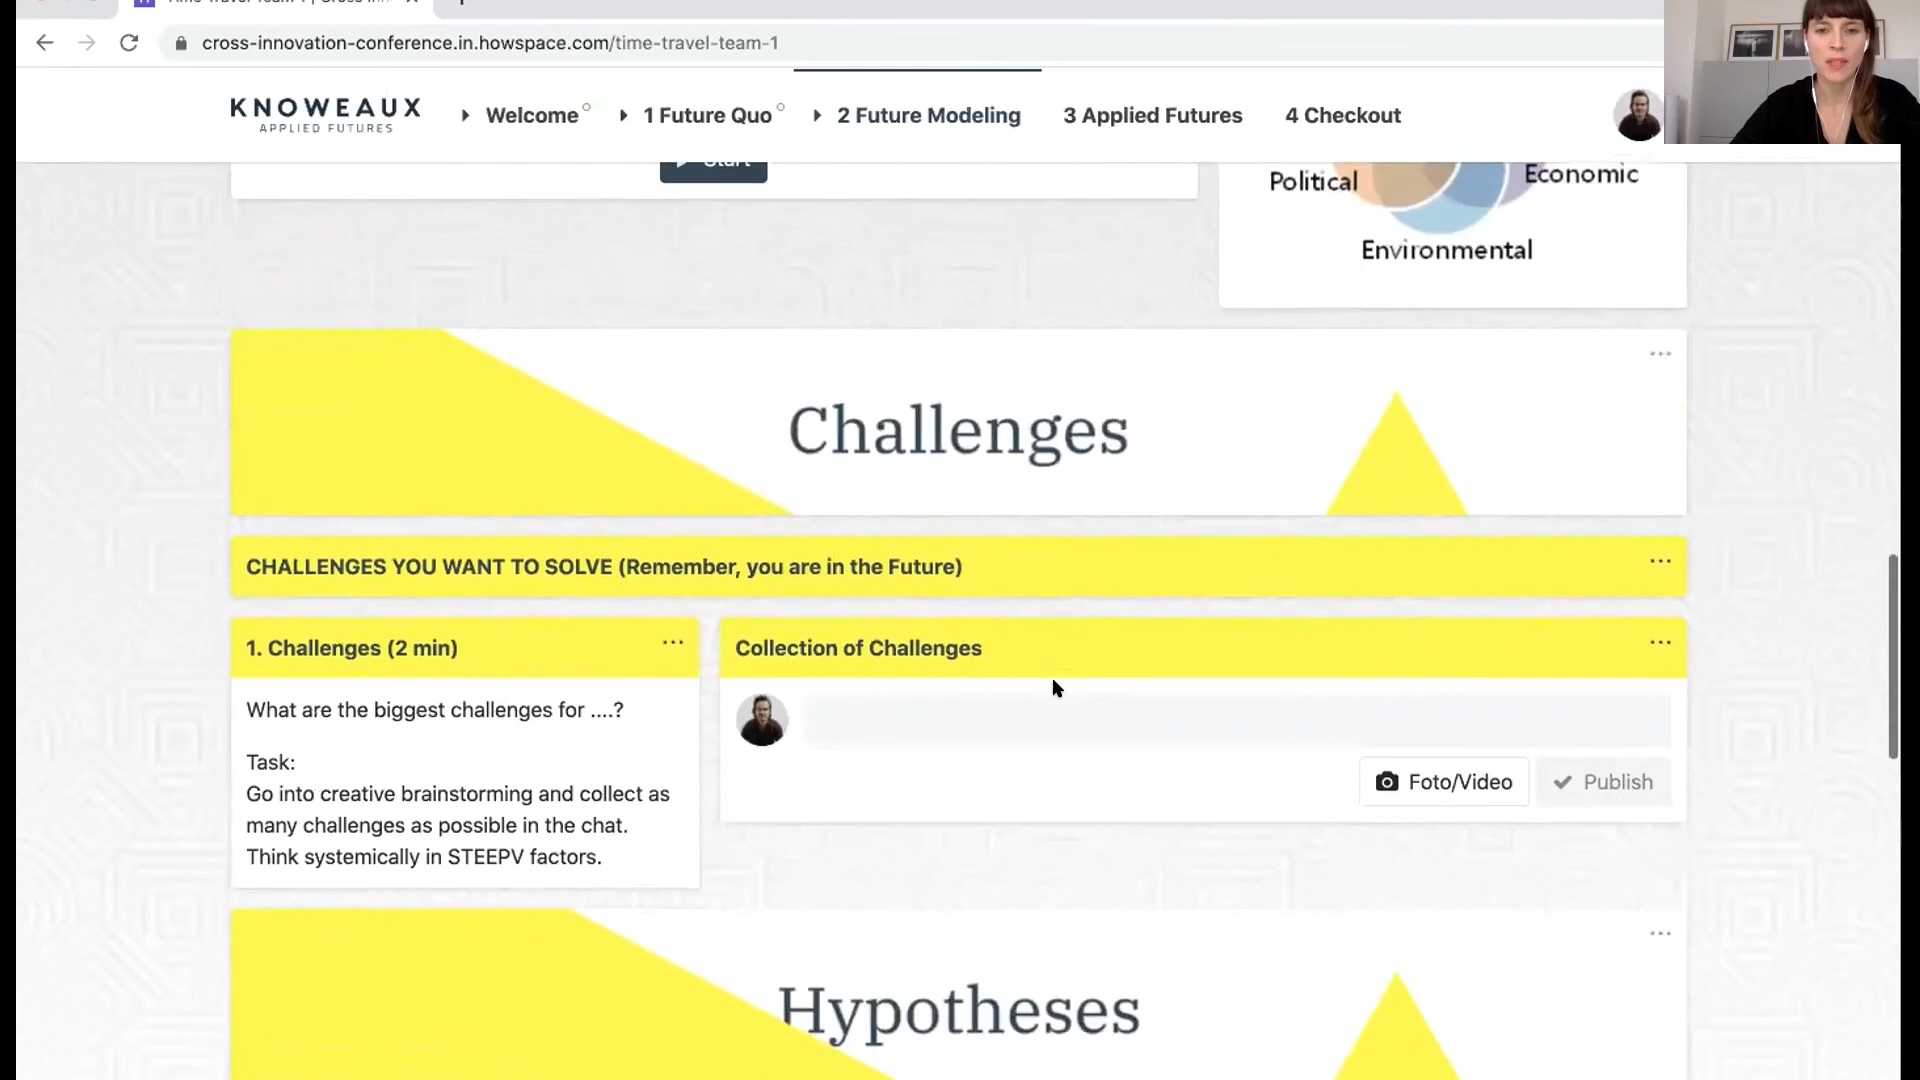 cross-innovation-conference.in.howspace.com/time-travel-team-1
KNOWEAUX
APPLIED FUTURES
Welcome
1 Future Quo
2 Future Modeling
3 Applied Futures
4 Checkout
Start
Political
Economic
Environmental
Challenges
CHALLENGES YOU WANT TO SOLVE (Remember, you are in the Future)
1. Challenges (2 min)
Collection of Challenges
What are the biggest challenges for ....?
Task:
Go into creative brainstorming and collect as
many challenges as possible in the chat.
Think systemically in STEEPV factors.
Foto/Video
Publish
Hypotheses